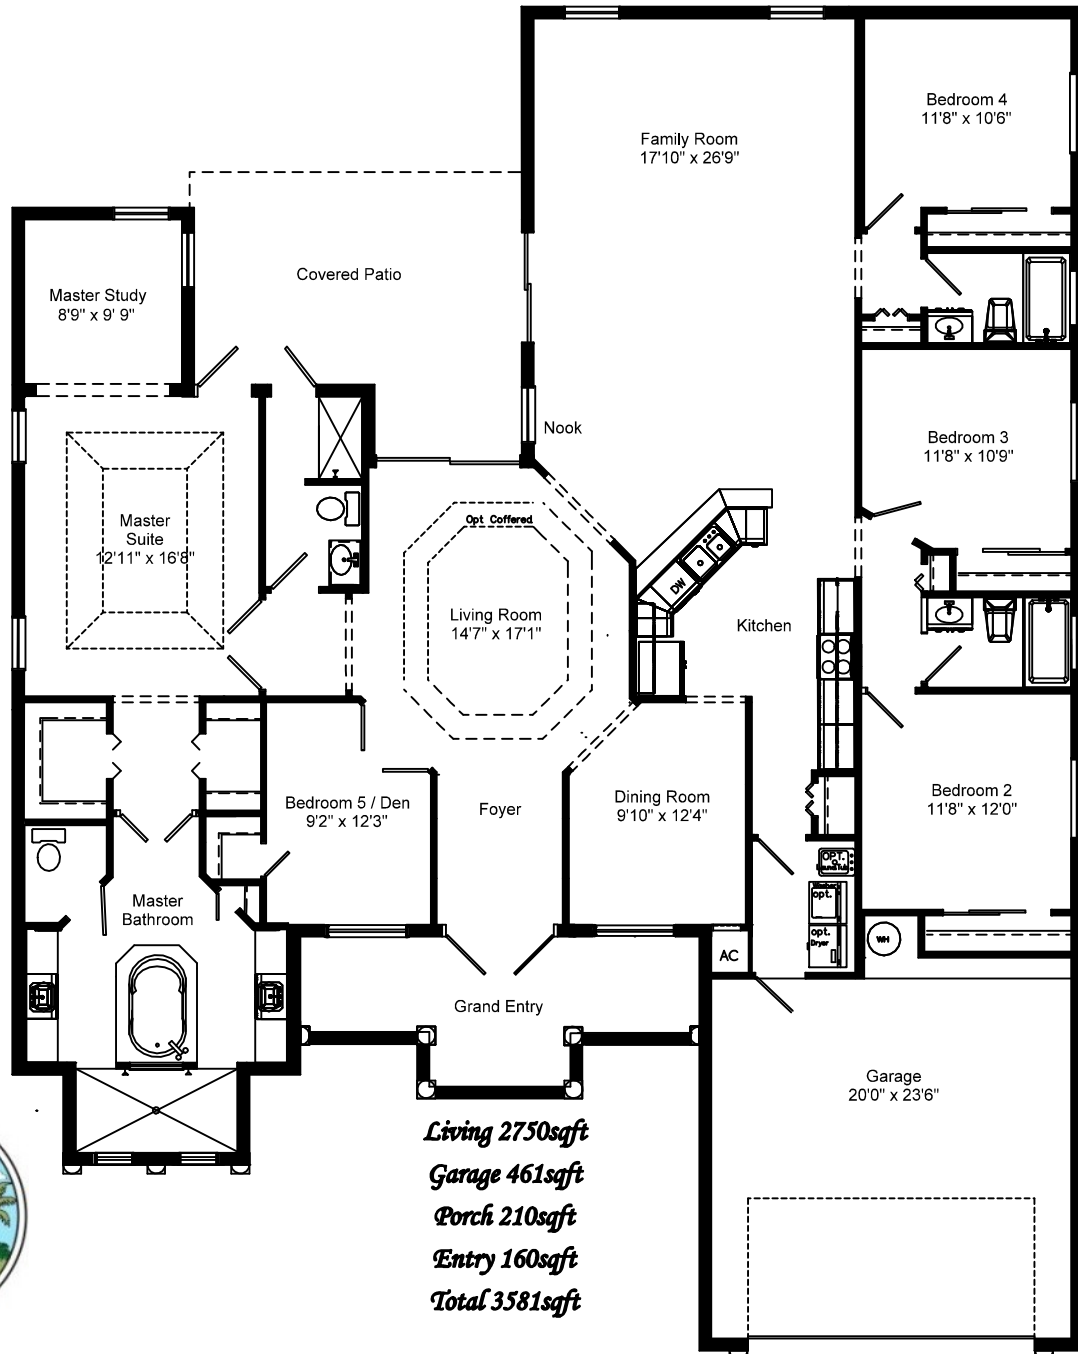 Bedroom 4
11'8" x 10'6"
Family Room
17'10" x 26'9"
Covered Patio
Master Study
8'9" x 9' 9"
Nook
Bedroom 3
11'8" x 10'9"
Opt Coffered
Master
Suite
12'11" x 16'8"
DW
Living Room
14'7" x 17'1"
Kitchen
Bedroom 5 / Den
9'2" x 12'3"
Foyer
Dining Room
9'10" x 12'4"
Bedroom 2
11'8" x 12'0"
OPT.
Master
Bathroom
opt.
opt.
Dryer
WH
AC
Grand Entry
Garage
20'0" x 23'6"
Living 2750sqft
Garage 461sqft
Porch 210sqft
Entry 160sqft
Total 3581sqft